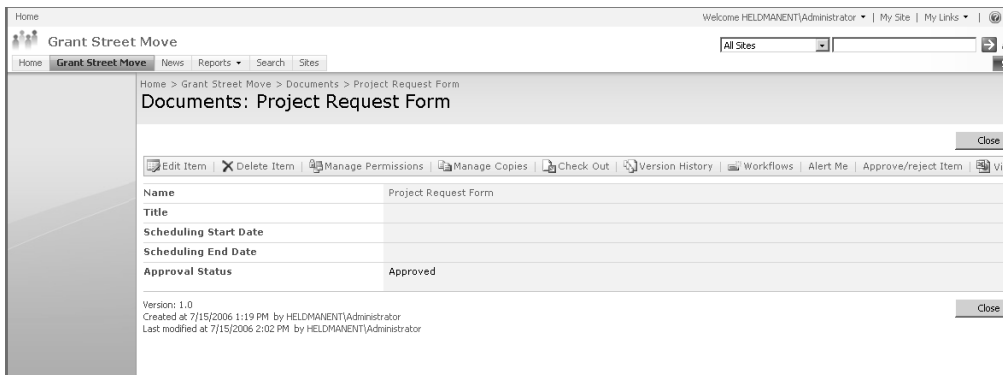 Home
Welcome HELDMANENT\Administrator | My Site | My Links |
Grant Street Move
All Sites
Home Grant Street Move News Reports Search Sites
Home > Grant Street Move > Documents > Project Request Form
Documents: Project Request Form
Close
Edit Item | Delete Item | Manage Permissions | Manage Copies | Check Out | Version History | Workflows | Alert Me | Approve/reject Item |
Name Project Request Form
Title
Scheduling Start Date
Scheduling End Date
Approval Status Approved
Version: 1.0
Created at 7/15/2006 1:19 PM by HELDMANENT\Administrator
Close
Last modified at 7/15/2006 2:02 PM by HELDMANENT\Administrator